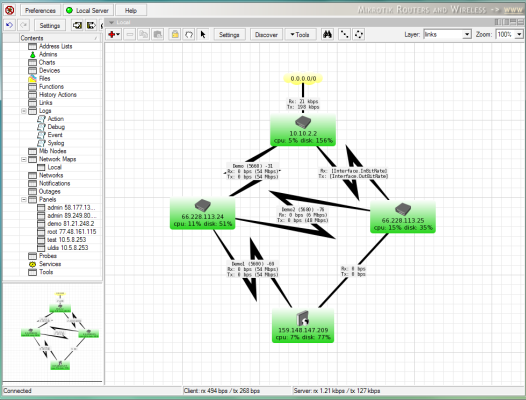 Preferences
Local Server
Help
MikroTik Routers and Wireless - www
Settings
Contents
Address Lists
Admins
Charts
Devices
Files
Functions
History Actions
Links
Logs
Action
Debug
Event
Syslog
Mib Nodes
Network Maps
Local
Networks
Notifications
Outages
Panels
admin 58.177.13...
admin 89.249.80...
demo 81.21.248.2
root 77.48.161.115
test 10.5.8.253
uldis 10.5.8.253
Probes
Services
Tools
Local
Settings
Discover
Tools
Layer: links
Zoom: 100%
0.0.0.0/0
Rx: 21 kbps
Tx: 198 kbps
10.10.2.2
cpu: 5% disk: 156%
Demo (5600) -31
Rx: 0 bps (54 Mbps)
Tx: 0 bps (54 Mbps)
Rx: [Interface.InBitRate]
Tx: [Interface.OutBitRate]
66.228.113.24
cpu: 11% disk: 51%
Rx: 0 bps (6 Mbps)
Tx: 0 bps (48 Mbps)
66.228.113.25
cpu: 15% disk: 35%
Demo1 (5600) -69
Rx: 0 bps (54 Mbps)
Tx: 0 bps (54 Mbps)
Rx: 0 bps
Tx: 0 bps
159.148.147.209
cpu: 7% disk: 77%
Connected
Client: rx 494 bps / tx 268 bps
Server: rx 1.21 kbps / tx 127 kbps